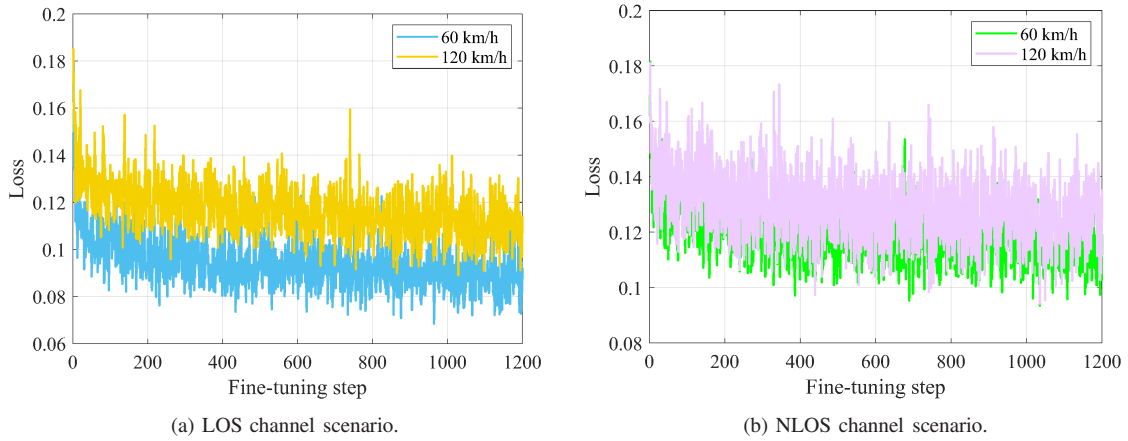 0.2
0.18
0.16
0.14
0.12
0.1
0.08
0.06
Loss
0 200 400 600 800 1000 1200
Fine-tuning step
60 km/h
120 km/h
(a) LOS channel scenario.
0.2
0.18
0.16
0.14
0.12
0.1
0.08
Loss
0 200 400 600 800 1000 1200
Fine-tuning step
60 km/h
120 km/h
(b) NLOS channel scenario.